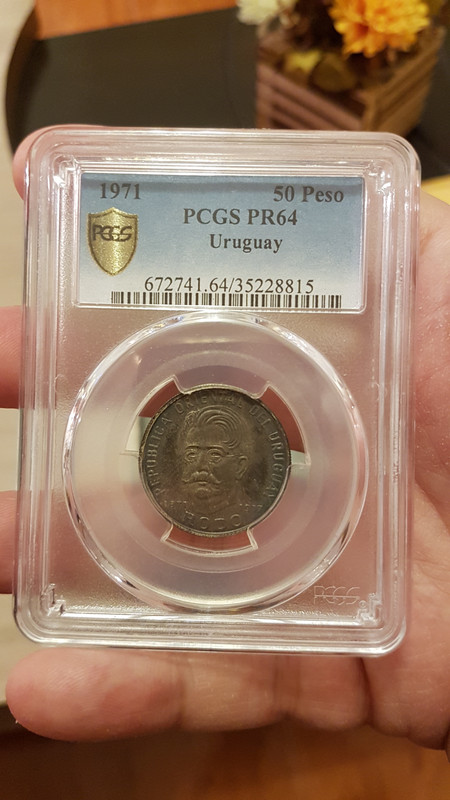 1971 50 Peso
PCGS PR64
Uruguay
PCGS
672741.64/35228815
REPUBLICA ORIENTAL DEL URUGUAY
RODO
PCGS